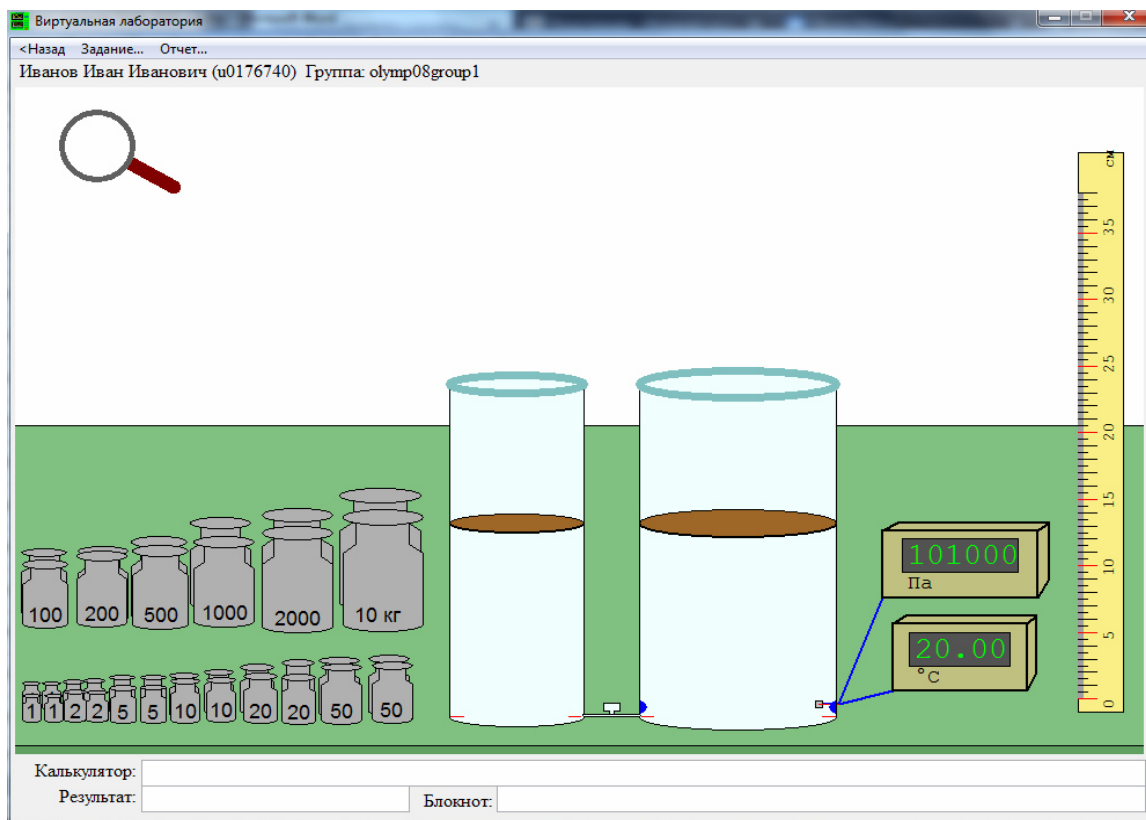 Виртуальная лаборатория
<Назад Задание... Отчет...
Иванов Иван Иванович (u0176740) Группа: olymp08group1
см
35
30
25
20
15
10
5
0
101000
Па
20.00
°C
100 200 500 1000 2000 10 кг
1 1 2 2 5 5 10 10 20 20 50 50
Калькулятор:
Результат: Блокнот: